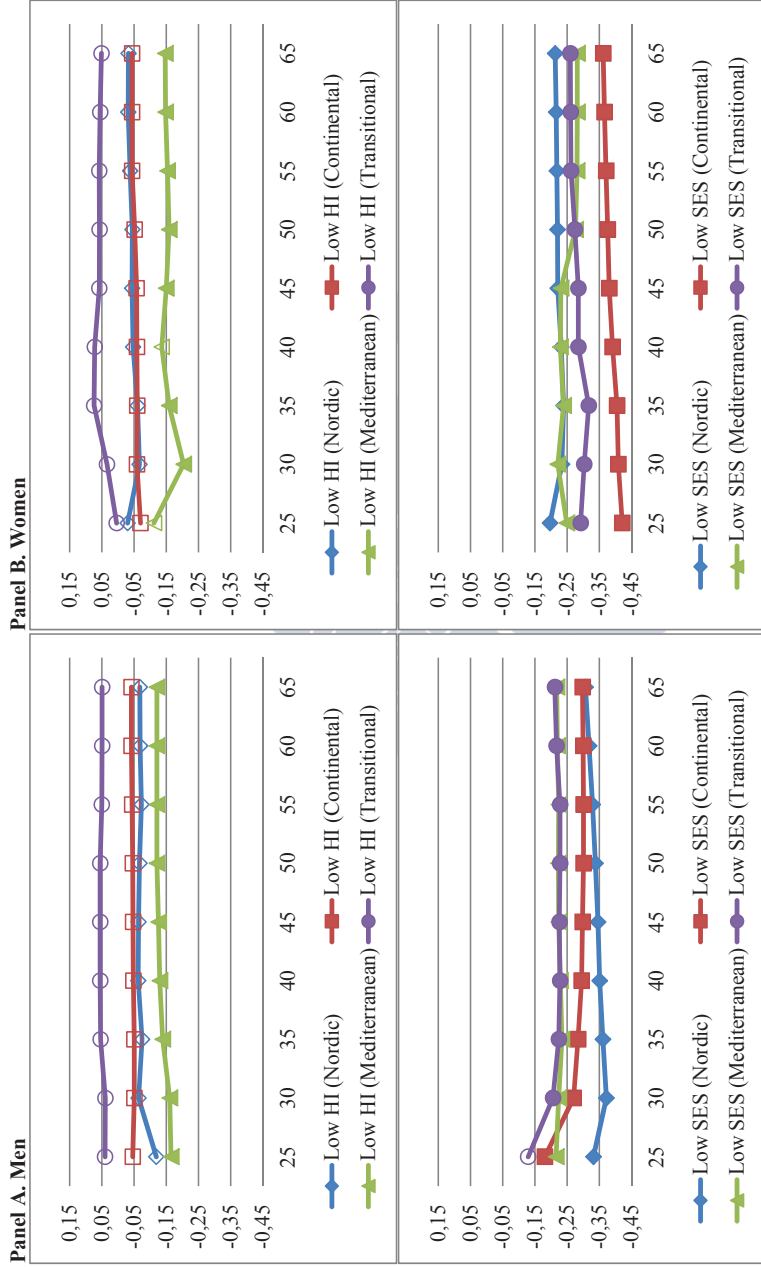 Panel A. Men
0,15
0,05
-0,05
-0,15
-0,25
-0,35
-0,45
25 30 35 40 45 50 55 60 65
Low HI (Nordic) Low HI (Continental)
Low HI (Mediterranean) Low HI (Transitional)
0,15
0,05
-0,05
-0,15
-0,25
-0,35
-0,45
25 30 35 40 45 50 55 60 65
Low SES (Nordic) Low SES (Continental)
Low SES (Mediterranean) Low SES (Transitional)
Panel B. Women
0,15
0,05
-0,05
-0,15
-0,25
-0,35
-0,45
25 30 35 40 45 50 55 60 65
Low HI (Nordic) Low HI (Continental)
Low HI (Mediterranean) Low HI (Transitional)
0,15
0,05
-0,05
-0,15
-0,25
-0,35
-0,45
25 30 35 40 45 50 55 60 65
Low SES (Nordic) Low SES (Continental)
Low SES (Mediterranean) Low SES (Transitional)